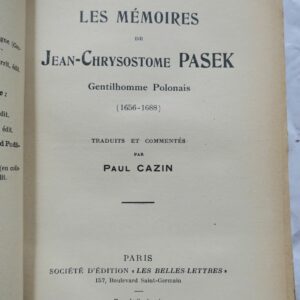 LES MÉMOIRES
DE
JEAN-CHRYSOSTOME PASEK
Gentilhomme Polonais
(1656-1688)
TRADUITS ET COMMENTÉS
PAR
PAUL CAZIN
PARIS
SOCIÉTÉ D'ÉDITION «LES BELLES LETTRES»
157, Boulevard Saint-Germain